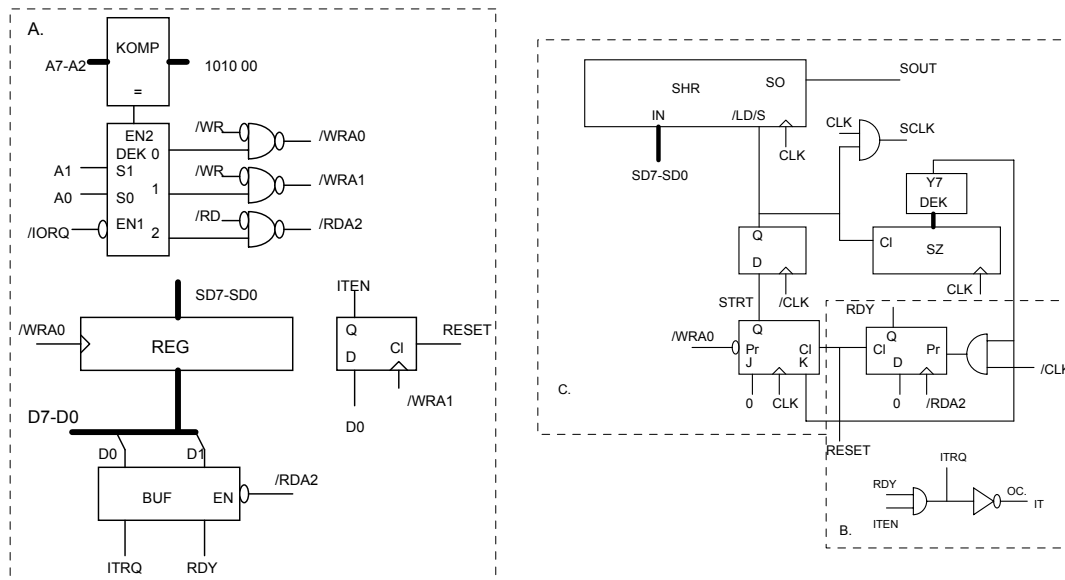 A.
KOMP
A7-A2
1010 00
=
EN2
DEK 0
/WR
/WRA0
A1
S1
/WR
1
/WRA1
A0
S0
/IORQ
EN1
/RD
2
/RDA2
SD7-SD0
/WRA0
REG
D7-D0
D0
D1
BUF
EN
/RDA2
ITRQ
RDY
ITEN
Q
D
Cl
RESET
/WRA1
D0
SHR
SO
SOUT
IN
/LD/S
SD7-SD0
CLK
CLK
SCLK
Y7
DEK
Q
D
Cl
SZ
STRT
/CLK
CLK
/WRA0
Q
Pr
J
Cl
K
0
CLK
RDY
Q
Cl
Pr
D
0
/RDA2
/CLK
C.
RESET
ITRQ
RDY
ITEN
OC.
IT
B.